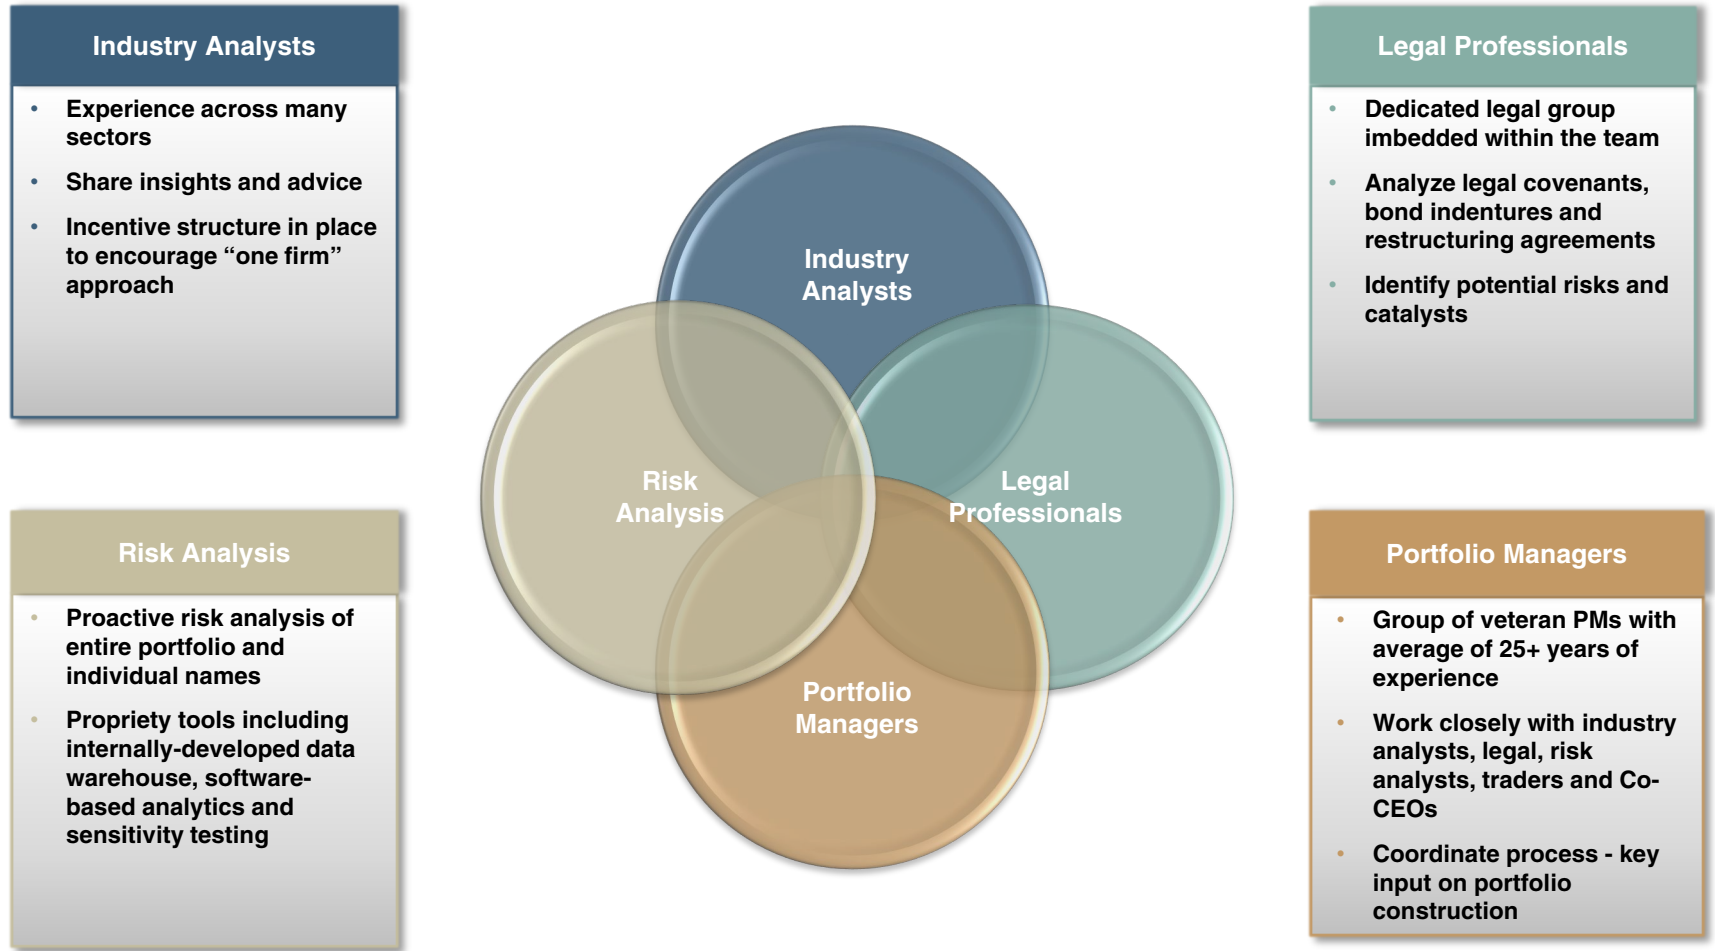 Industry Analysts
• Experience across many
sectors
• Share insights and advice
• Incentive structure in place
to encourage “one firm”
approach
Legal Professionals
• Dedicated legal group
imbedded within the team
• Analyze legal covenants,
bond indentures and
restructuring agreements
• Identify potential risks and
catalysts
Industry
Analysts
Risk
Analysis
Legal
Professionals
Portfolio
Managers
Risk Analysis
• Proactive risk analysis of
entire portfolio and
individual names
• Propriety tools including
internally-developed data
warehouse, software-
based analytics and
sensitivity testing
Portfolio Managers
• Group of veteran PMs with
average of 25+ years of
experience
• Work closely with industry
analysts, legal, risk
analysts, traders and Co-
CEOs
• Coordinate process - key
input on portfolio
construction